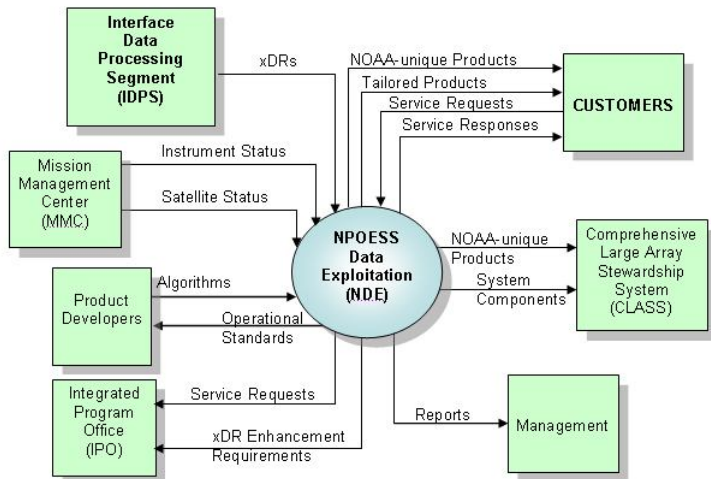 Interface
Data
Processing
Segment
(IDPS)
xDRs
NOAA-unique Products
Tailored Products
Service Requests
Service Responses
CUSTOMERS
Mission
Management
Center
(MMC)
Instrument Status
Satellite Status
NPOESS
Data
Exploitation
(NDE)
NOAA-unique
Products
System
Components
Comprehensive
Large Array
Stewardship
System
(CLASS)
Product
Developers
Algorithms
Operational
Standards
Integrated
Program
Office
(IPO)
Service Requests
xDR Enhancement
Requirements
Reports
Management